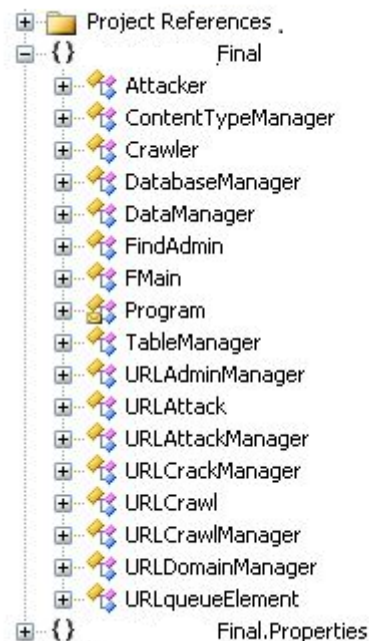 Project References
{} Final
Attacker
ContentTypeManager
Crawler
DatabaseManager
DataManager
FindAdmin
FMain
Program
TableManager
URLAdminManager
URLAttack
URLAttackManager
URLCrackManager
URLCrawl
URLCrawlManager
URLDomainManager
URLqueueElement
{} Final.Properties